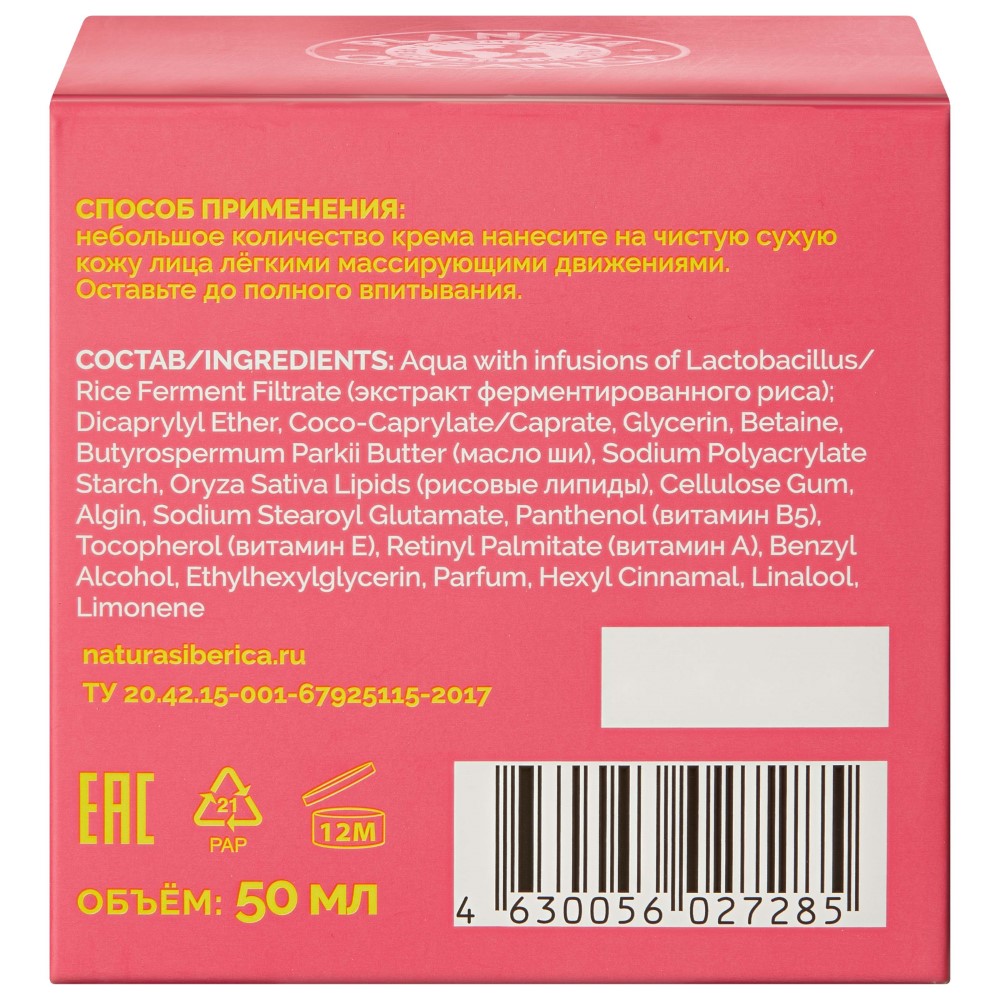 PLANETA
ORGANICA
СПОСОБ ПРИМЕНЕНИЯ:
небольшое количество крема нанесите на чистую сухую
кожу лица лёгкими массирующими движениями.
Оставьте до полного впитывания.
СОСТАВ/INGREDIENTS: Aqua with infusions of Lactobacillus/
Rice Ferment Filtrate (экстракт ферментированного риса);
Dicaprylyl Ether, Coco-Caprylate/Caprate, Glycerin, Betaine,
Butyrospermum Parkii Butter (масло ши), Sodium Polyacrylate
Starch, Oryza Sativa Lipids (рисовые липиды), Cellulose Gum,
Algin, Sodium Stearoyl Glutamate, Panthenol (витамин В5),
Tocopherol (витамин Е), Retinyl Palmitate (витамин А), Benzyl
Alcohol, Ethylhexylglycerin, Parfum, Hexyl Cinnamal, Linalool,
Limonene
naturasiberica.ru
ТУ 20.42.15-001-67925115-2017
EAC
21
PAP
12M
ОБЪЁМ: 50 МЛ
4 630056 027285